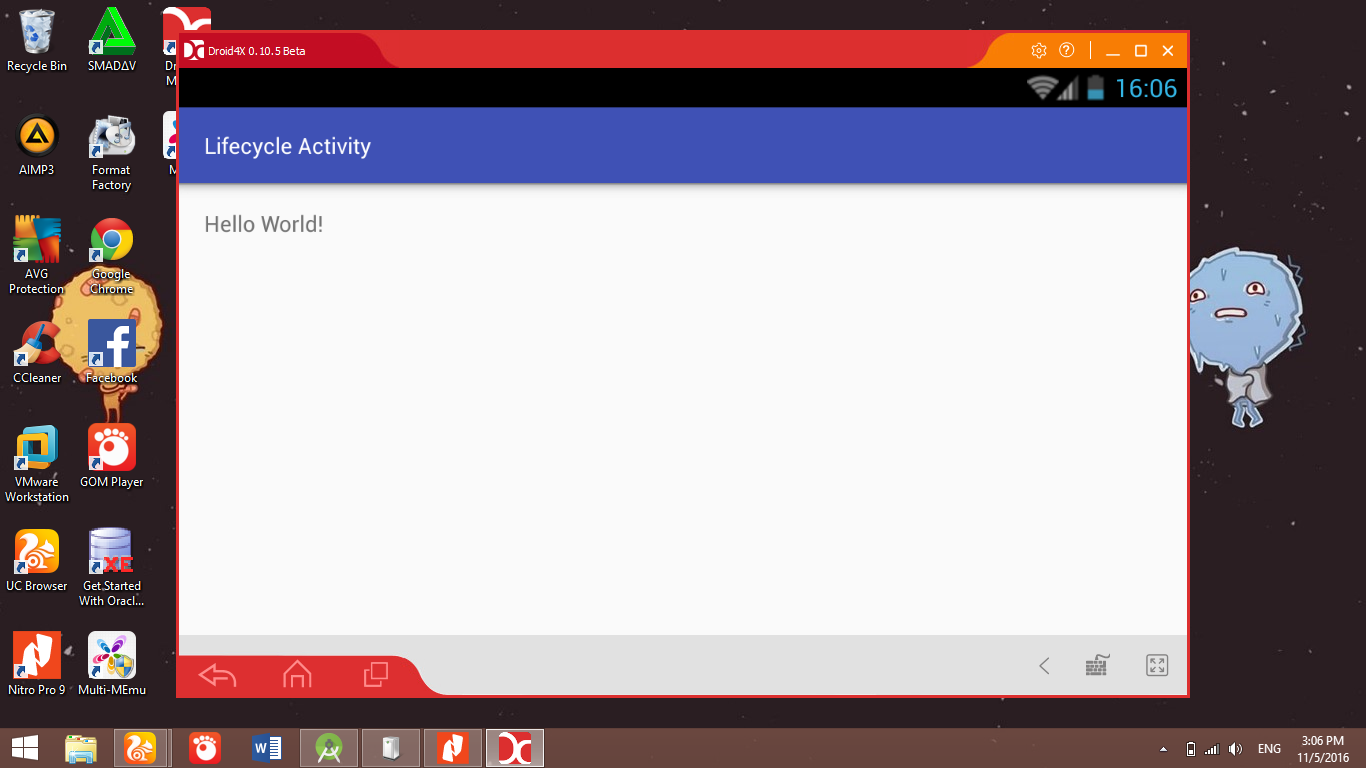 Recycle Bin
SMADΔV
Dr
M
AIMP3
Format
Factory
M
AVG
Protection
Google
Chrome
CCleaner
Facebook
VMware
Workstation
GOM Player
UC Browser
XE
Get Started
With Oracl...
Nitro Pro 9
Multi-MEmu
Droid4X 0.10.5 Beta
16:06
Lifecycle Activity
Hello World!
ENG
3:06 PM
11/5/2016